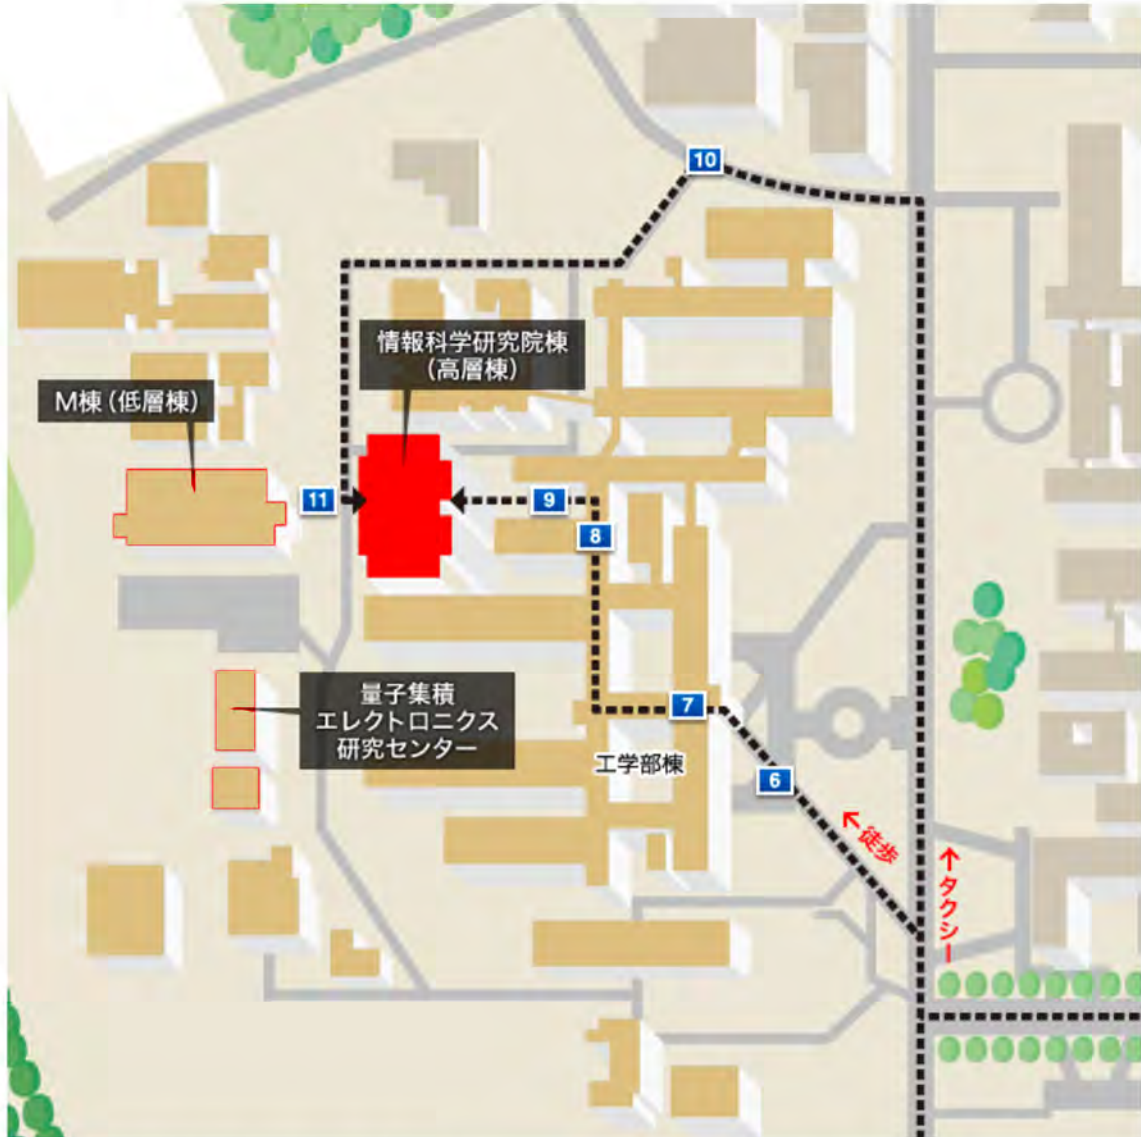 10
情報科学研究院棟
（高層棟）
M棟（低層棟）
11
9
8
量子集積
エレクトロニクス
研究センター
7
工学部棟
6
←徒歩
←タクシー